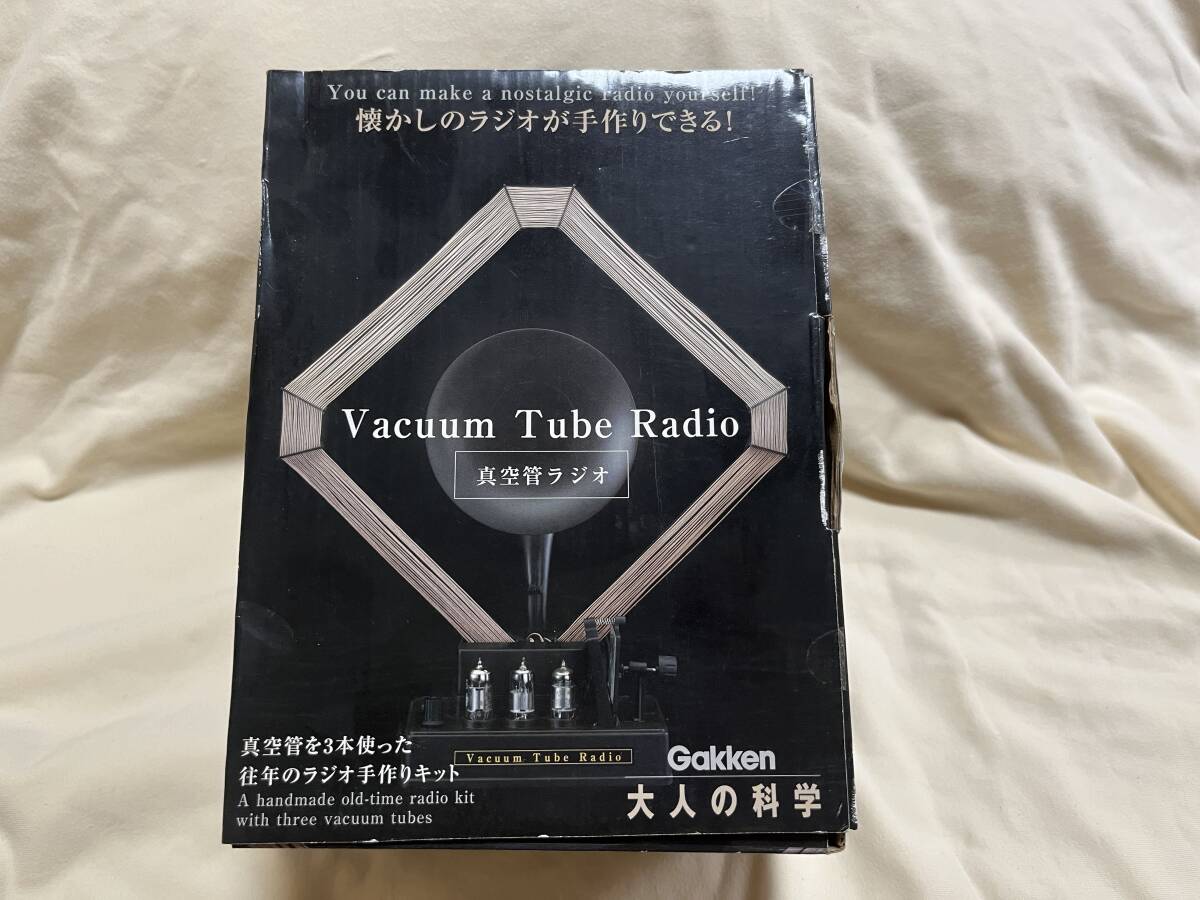 You can make a nostalgic radio yourself!
懐かしのラジオが手作りできる!
Vacuum Tube Radio
真空管ラジオ
Vacuum Tube Radio
真空管を3本使った
往年のラジオ手作りキット
A handmade old-time radio kit
with three vacuum tubes
Gakken
大人の科学